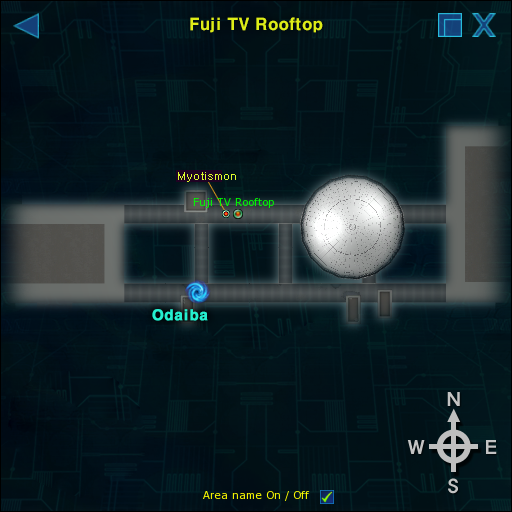 Fuji TV Rooftop
Myotismon
Fuji TV Rooftop
Odaiba
N
W E
S
Area name On / Off